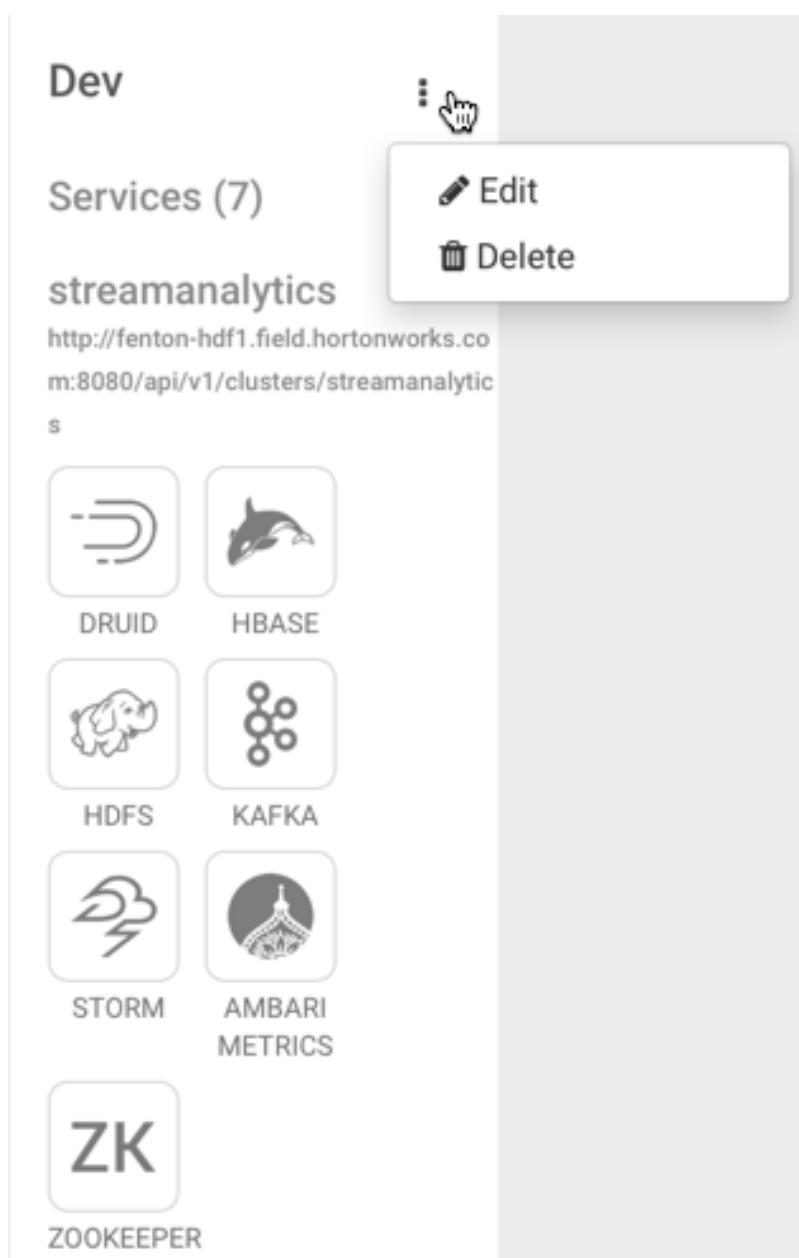 Dev
Edit
Services (7)
Delete
streamanalytics
http://fenton-hdf1.field.hortonworks.co
m:8080/api/v1/clusters/streamanalytic
s
DRUID HBASE
HDFS KAFKA
STORM AMBARI
METRICS
ZK
ZOOKEEPER